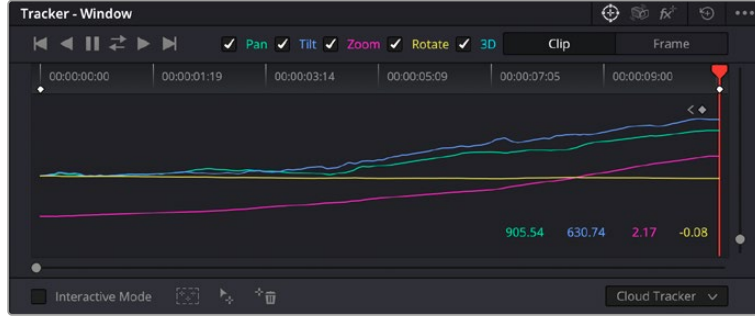 Tracker - Window
Pan Tilt Zoom Rotate 3D Clip Frame
00:00:00:00 00:00:01:19 00:00:03:14 00:00:05:09 00:00:07:05 00:00:09:00
905.54 630.74 2.17 -0.08
Interactive Mode Cloud Tracker